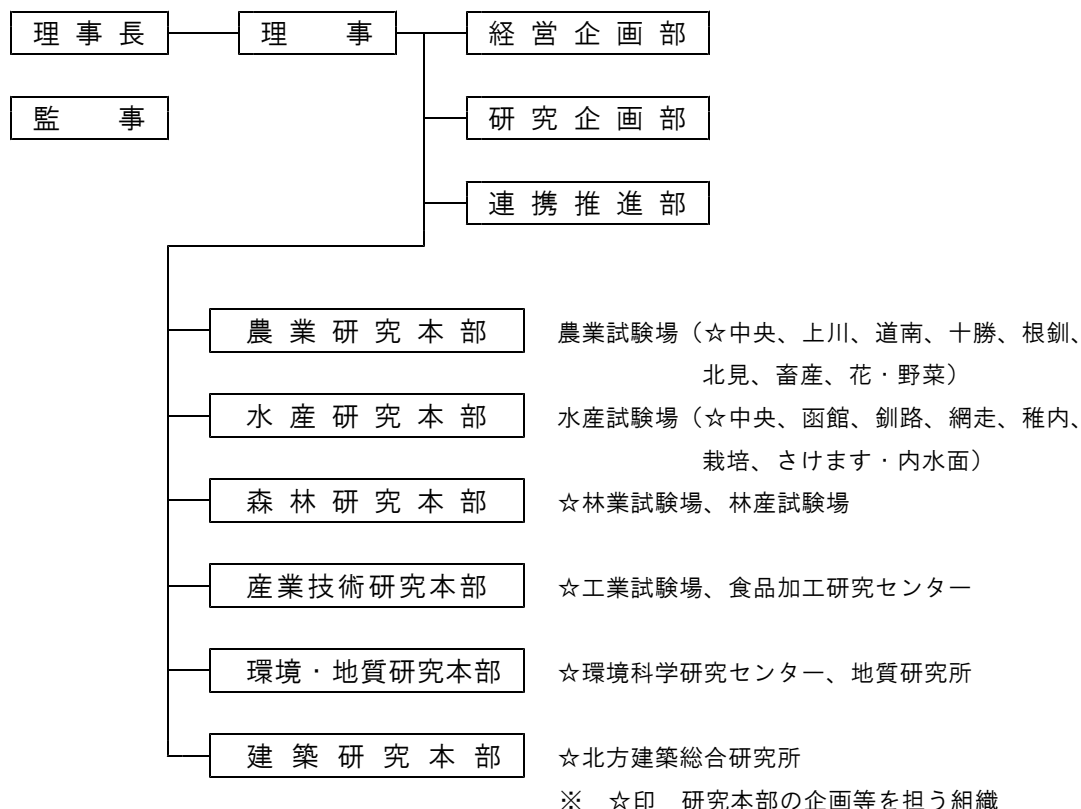 理事長 理事 経営企画部
監事 研究企画部
連携推進部
農業研究本部 農業試験場（☆中央、上川、道南、十勝、根釧、
北見、畜産、花・野菜）
水産研究本部 水産試験場（☆中央、函館、釧路、網走、稚内、
栽培、さけます・内水面）
森林研究本部 ☆林業試験場、林産試験場
産業技術研究本部 ☆工業試験場、食品加工研究センター
環境・地質研究本部 ☆環境科学研究センター、地質研究所
建築研究本部 ☆北方建築総合研究所
※ ☆印 研究本部の企画等を担う組織